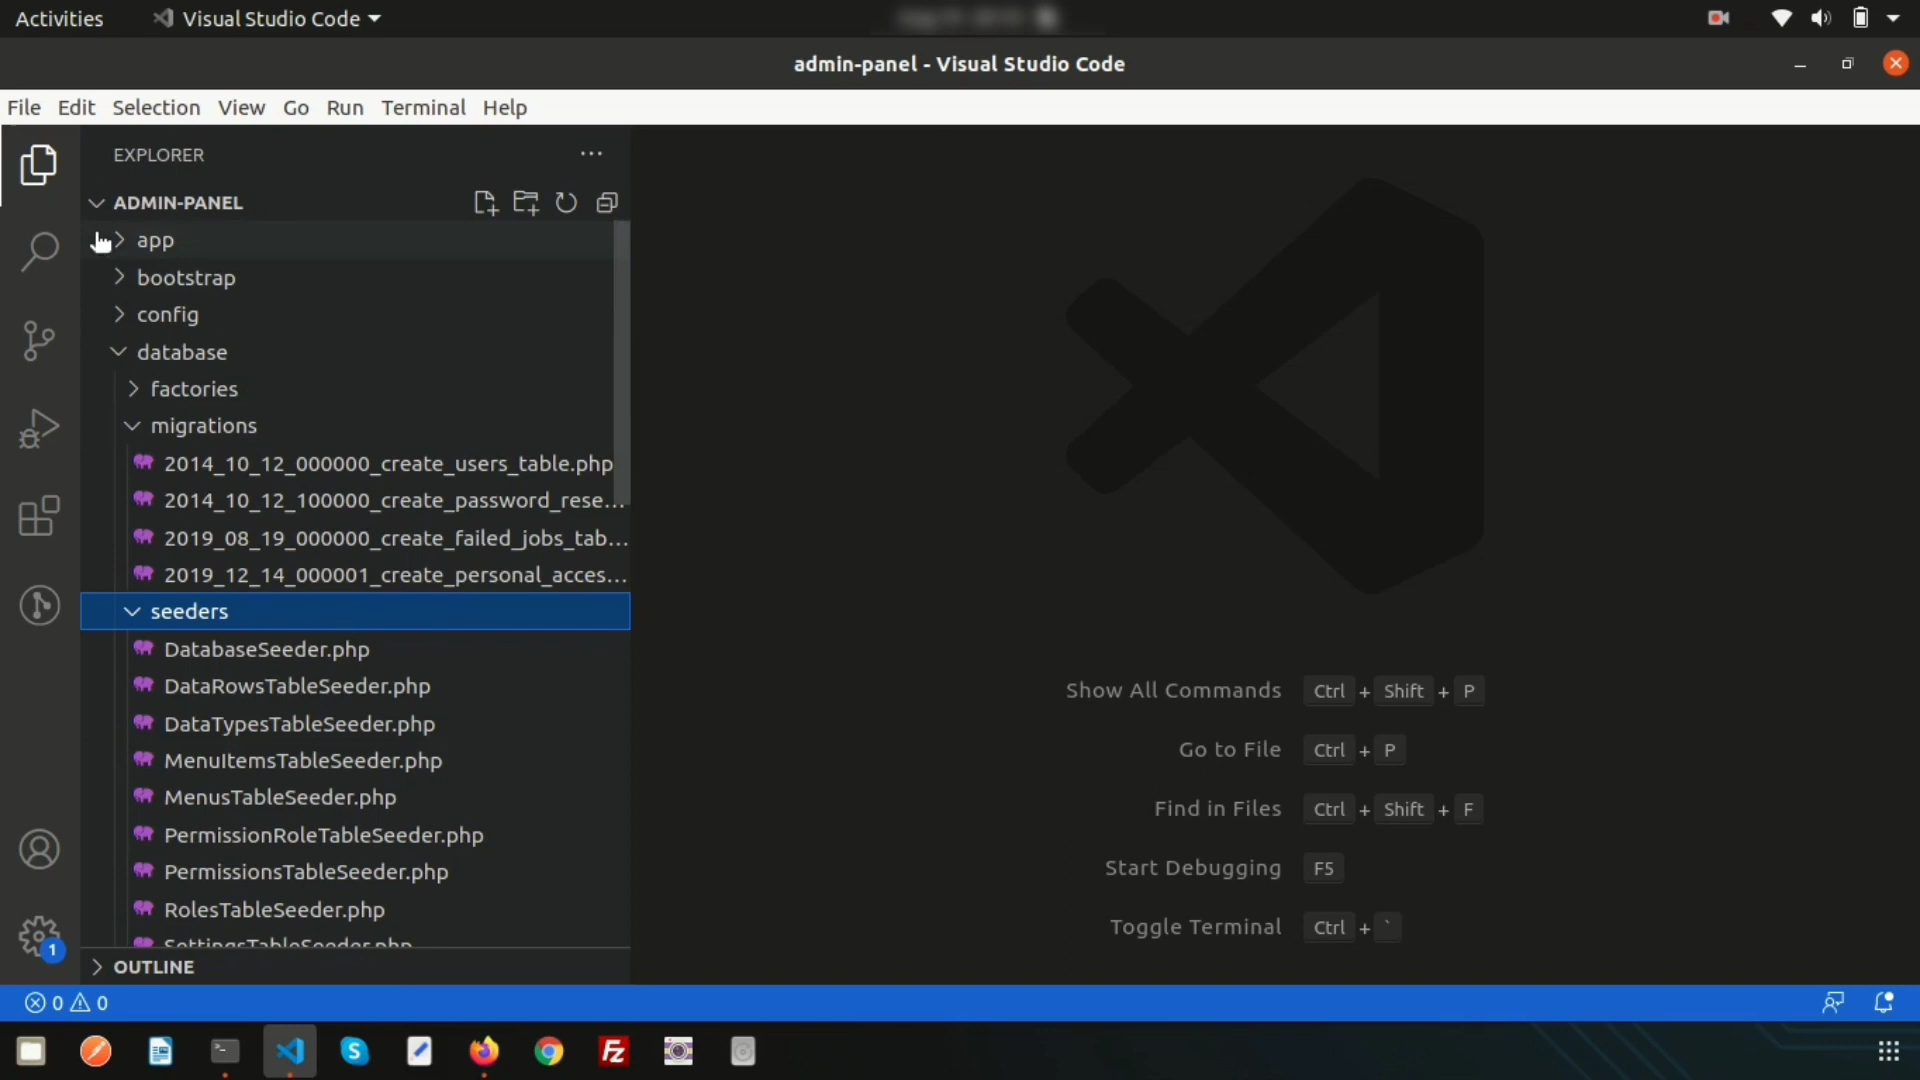 Activities
Visual Studio Code
admin-panel - Visual Studio Code
File Edit Selection View Go Run Terminal Help
EXPLORER
ADMIN-PANEL
app
bootstrap
config
database
factories
migrations
2014_10_12_000000_create_users_table.php
2014_10_12_100000_create_password_rese...
2019_08_19_000000_create_failed_jobs_tab...
2019_12_14_000001_create_personal_acces...
seeders
DatabaseSeeder.php
DataRowsTableSeeder.php
DataTypesTableSeeder.php
MenuItemsTableSeeder.php
MenusTableSeeder.php
PermissionRoleTableSeeder.php
PermissionsTableSeeder.php
RolesTableSeeder.php
SettingsTableSeeder.php
OUTLINE
Show All Commands Ctrl + Shift + P
Go to File Ctrl + P
Find in Files Ctrl + Shift + F
Start Debugging F5
Toggle Terminal Ctrl + `
1
0 0